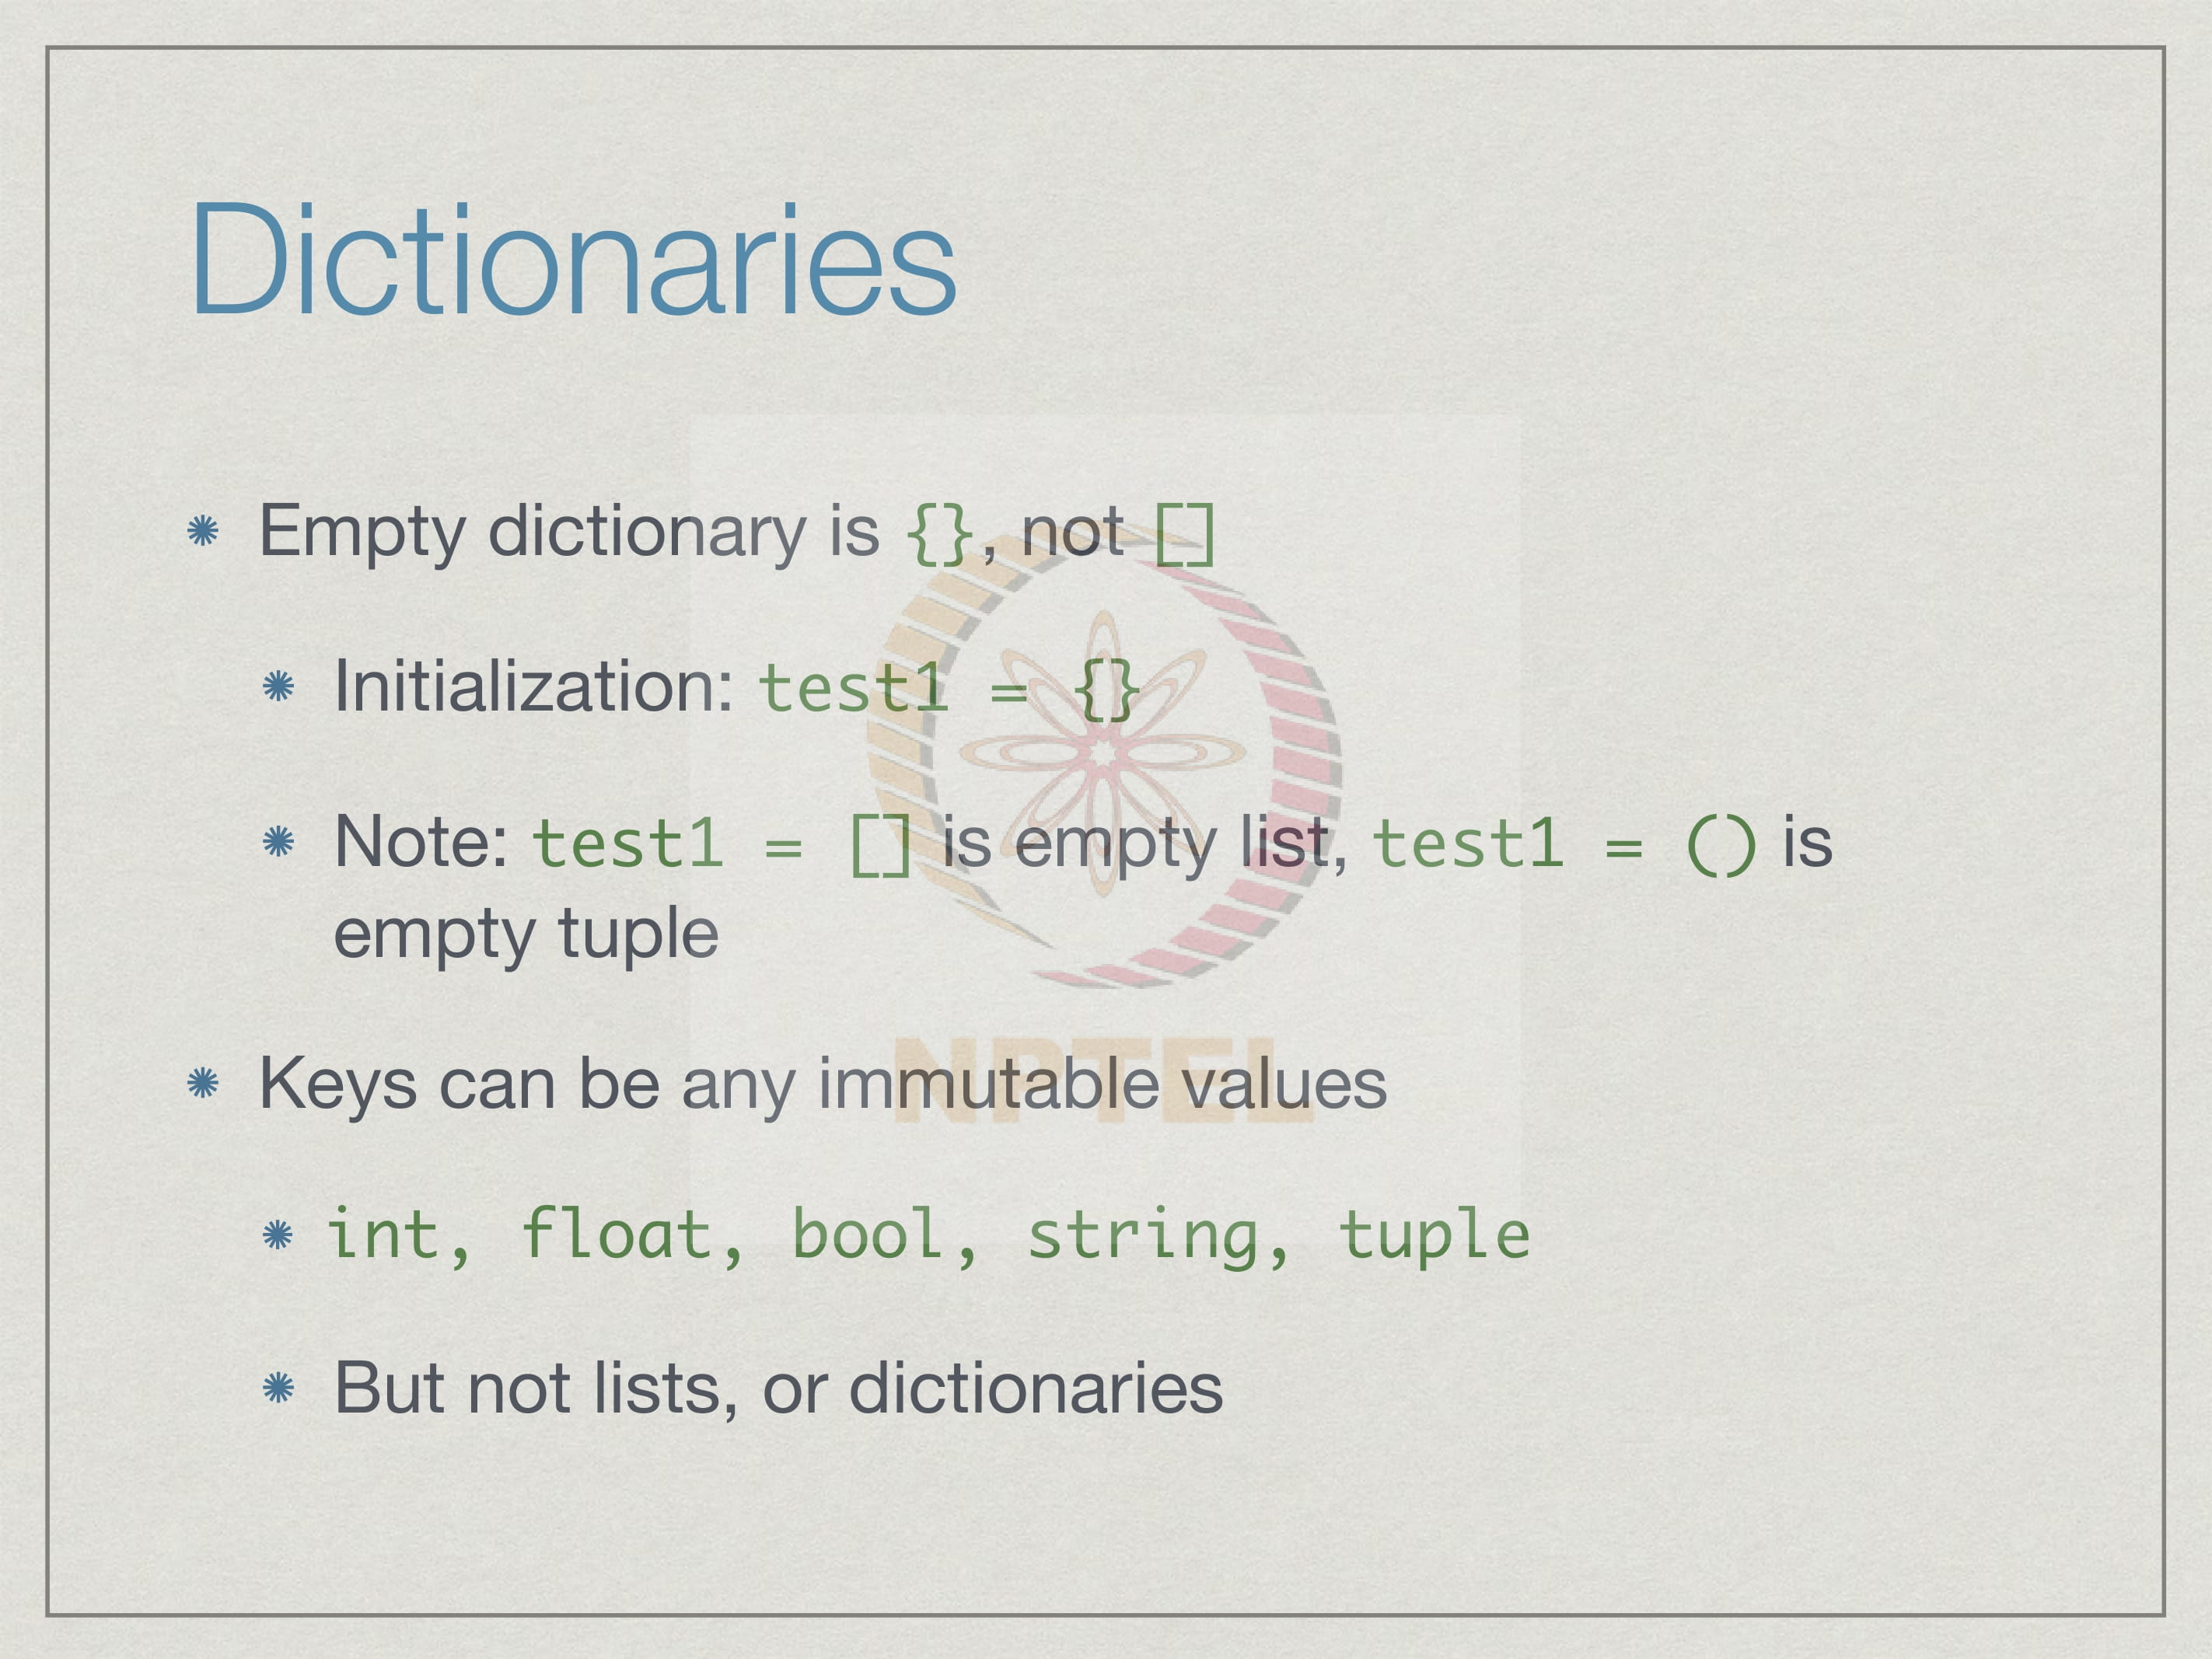 Dictionaries
Empty dictionary is {}, not []
Initialization: test1 = {}
Note: test1 = [] is empty list, test1 = () is
empty tuple
Keys can be any immutable values
int, float, bool, string, tuple
But not lists, or dictionaries
NPTEL